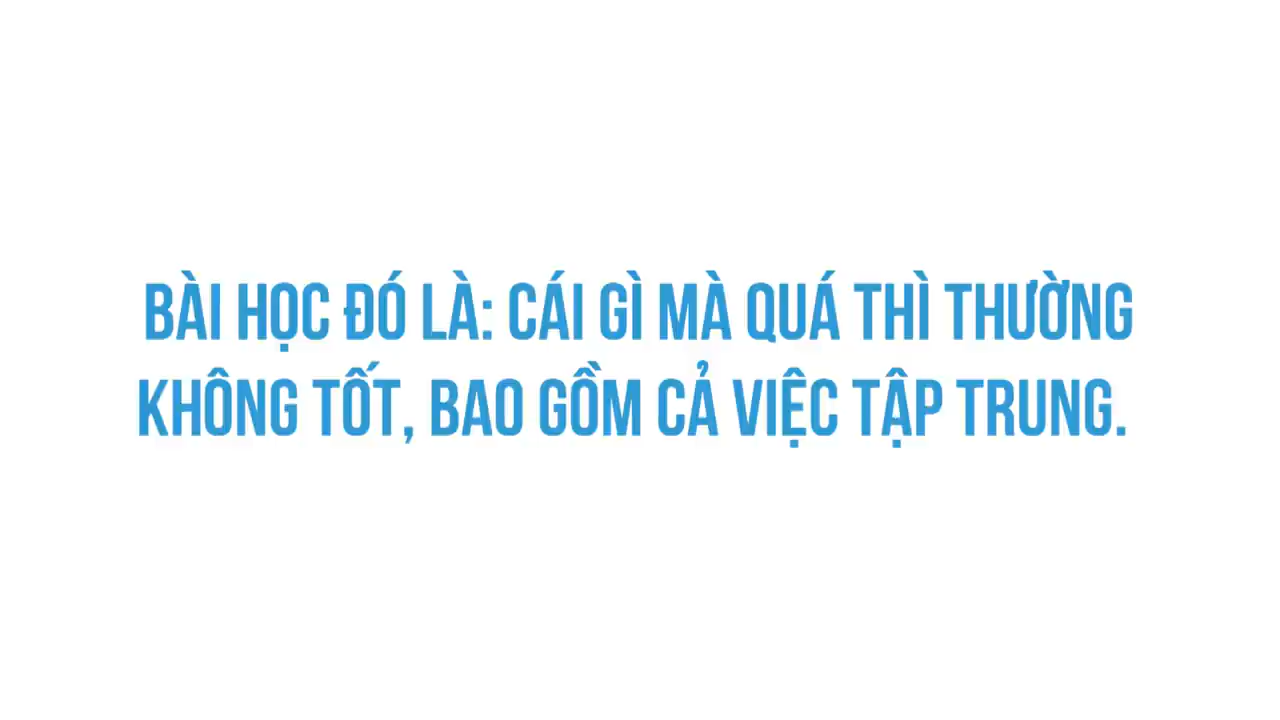 BÀI HỌC ĐÓ LÀ: CÁI GÌ MÀ QUÁ THÌ THƯỜNG
KHÔNG TỐT, BAO GỒM CẢ VIỆC TẬP TRUNG.